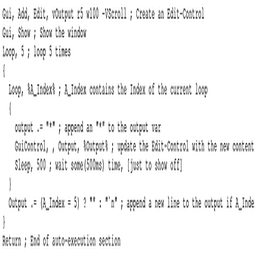 Gui, Add, Edit, vOutput r5 w100 -VScroll ; Create an Edit-Control
Gui, Show ; Show the window
Loop, 5 ; loop 5 times
{
Loop, %A_Index% ; A_Index contains the Index of the current loop
{
output .= "*" ; append an "*" to the output var
GuiControl, , Output, %Output% ; update the Edit-Control with the new content
Sleep, 500 ; wait some(500ms) time, [just to show off]
}
Output .= (A_Index = 5) ? "" : "`n" ; append a new line to the output if A_Inde
}
Return ; End of auto-execution section